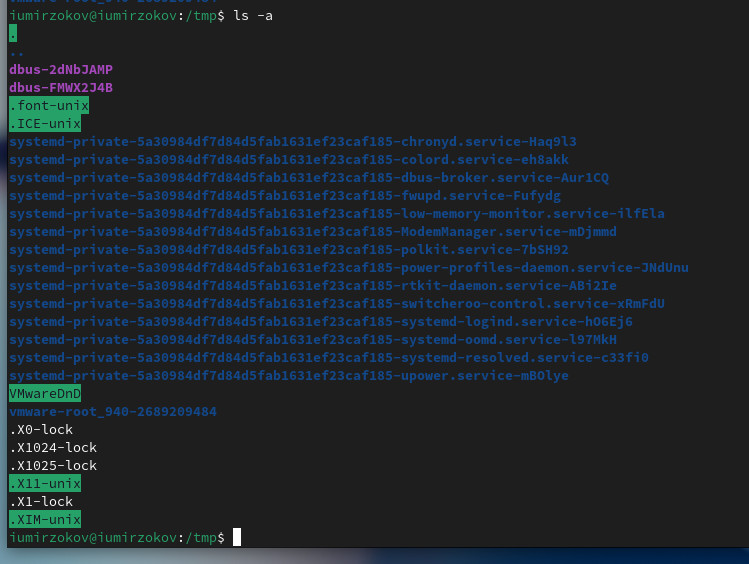 iumirzokov@iumirzokov:/tmp$ ls -a
.
..
dbus-2dNbJAMP
dbus-FMWX2J4B
.font-unix
.ICE-unix
systemd-private-5a30984df7d84d5fab1631ef23caf185-chronyd.service-Haq9l3
systemd-private-5a30984df7d84d5fab1631ef23caf185-colord.service-eh8akk
systemd-private-5a30984df7d84d5fab1631ef23caf185-dbus-broker.service-Aur1CQ
systemd-private-5a30984df7d84d5fab1631ef23caf185-fwupd.service-Fufydg
systemd-private-5a30984df7d84d5fab1631ef23caf185-low-memory-monitor.service-ilfEla
systemd-private-5a30984df7d84d5fab1631ef23caf185-ModemManager.service-mDjmmd
systemd-private-5a30984df7d84d5fab1631ef23caf185-polkit.service-7bSH92
systemd-private-5a30984df7d84d5fab1631ef23caf185-power-profiles-daemon.service-JNdUnu
systemd-private-5a30984df7d84d5fab1631ef23caf185-rtkit-daemon.service-ABi2Ie
systemd-private-5a30984df7d84d5fab1631ef23caf185-switcheroo-control.service-xRmFdU
systemd-private-5a30984df7d84d5fab1631ef23caf185-systemd-logind.service-hO6Ej6
systemd-private-5a30984df7d84d5fab1631ef23caf185-systemd-oomd.service-l97MkH
systemd-private-5a30984df7d84d5fab1631ef23caf185-systemd-resolved.service-c33fi0
systemd-private-5a30984df7d84d5fab1631ef23caf185-upower.service-mBOlye
VMwareDnD
vmware-root_940-2689209484
.X0-lock
.X1024-lock
.X1025-lock
.X11-unix
.X1-lock
.XIM-unix
iumirzokov@iumirzokov:/tmp$